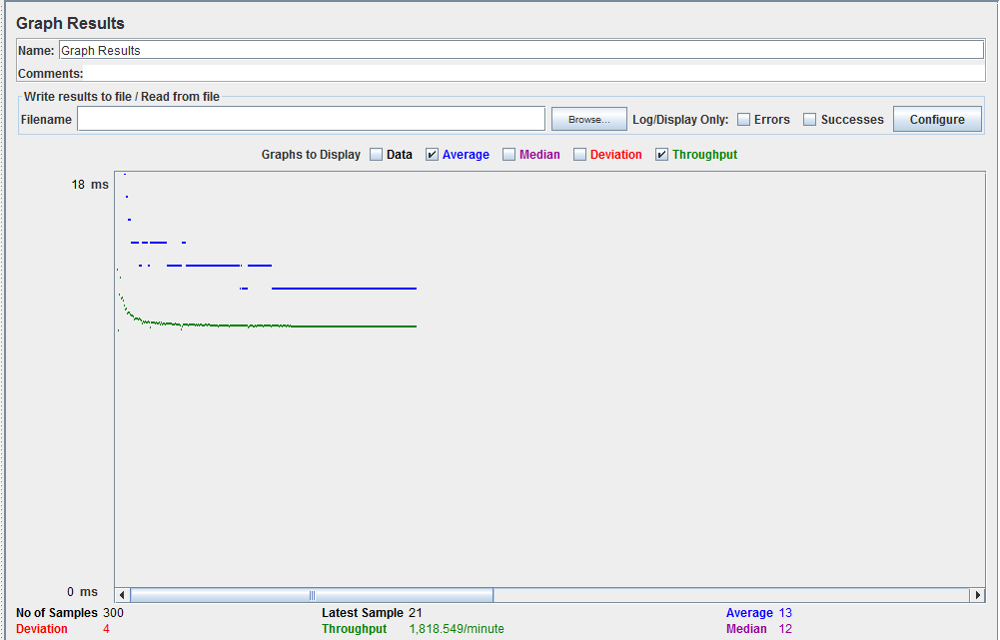 Graph Results
Name: Graph Results
Comments:
Write results to file / Read from file
Filename Browse... Log/Display Only: Errors Successes Configure
Graphs to Display Data Average Median Deviation Throughput
18 ms
0 ms
No of Samples 300 Latest Sample 21 Average 13
Deviation 4 Throughput 1,818.549/minute Median 12